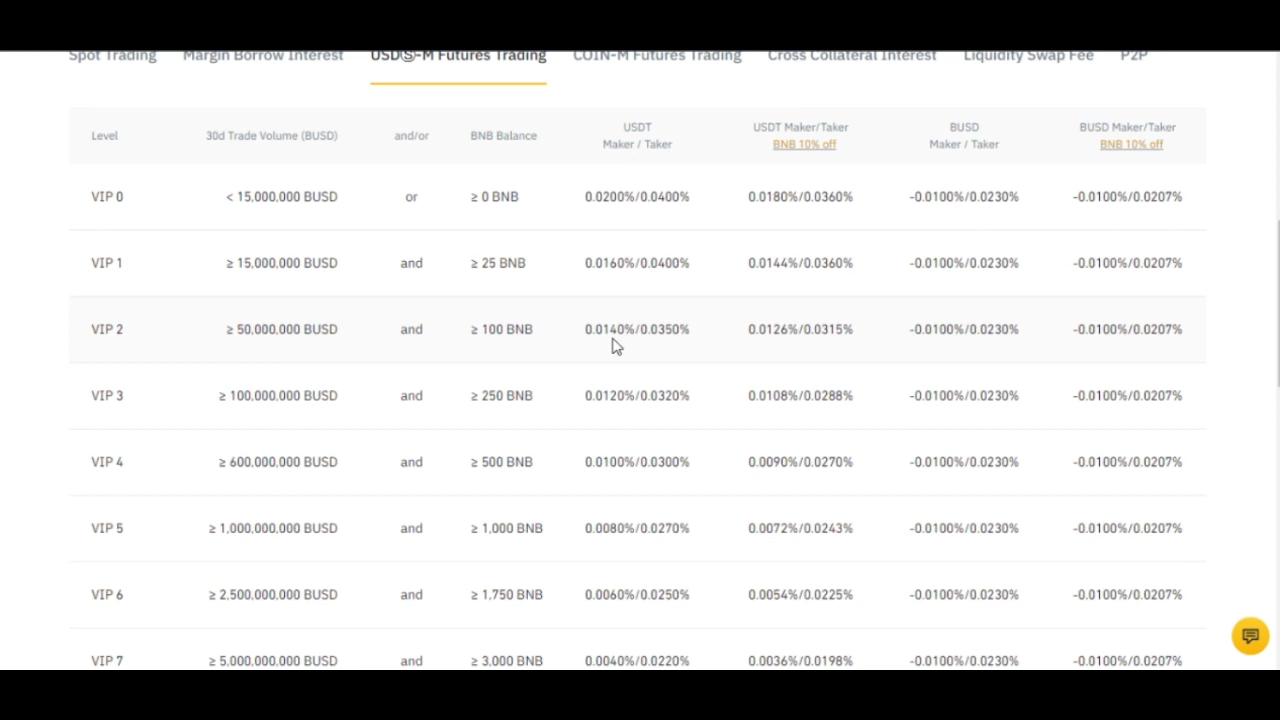 Spot Trading Margin Borrow Interest USDⓈ-M Futures Trading COIN-M Futures Trading Cross Collateral Interest Liquidity Swap Fee P2P
Level 30d Trade Volume (BUSD) and/or BNB Balance USDT Maker / Taker USDT Maker/Taker BNB 10% off BUSD Maker / Taker BUSD Maker/Taker BNB 10% off
VIP 0 < 15,000,000 BUSD or ≥ 0 BNB 0.0200%/0.0400% 0.0180%/0.0360% -0.0100%/0.0230% -0.0100%/0.0207%
VIP 1 ≥ 15,000,000 BUSD and ≥ 25 BNB 0.0160%/0.0400% 0.0144%/0.0360% -0.0100%/0.0230% -0.0100%/0.0207%
VIP 2 ≥ 50,000,000 BUSD and ≥ 100 BNB 0.0140%/0.0350% 0.0126%/0.0315% -0.0100%/0.0230% -0.0100%/0.0207%
VIP 3 ≥ 100,000,000 BUSD and ≥ 250 BNB 0.0120%/0.0320% 0.0108%/0.0288% -0.0100%/0.0230% -0.0100%/0.0207%
VIP 4 ≥ 600,000,000 BUSD and ≥ 500 BNB 0.0100%/0.0300% 0.0090%/0.0270% -0.0100%/0.0230% -0.0100%/0.0207%
VIP 5 ≥ 1,000,000,000 BUSD and ≥ 1,000 BNB 0.0080%/0.0270% 0.0072%/0.0243% -0.0100%/0.0230% -0.0100%/0.0207%
VIP 6 ≥ 2,500,000,000 BUSD and ≥ 1,750 BNB 0.0060%/0.0250% 0.0054%/0.0225% -0.0100%/0.0230% -0.0100%/0.0207%
VIP 7 ≥ 5,000,000,000 BUSD and ≥ 3,000 BNB 0.0040%/0.0220% 0.0036%/0.0198% -0.0100%/0.0230% -0.0100%/0.0207%